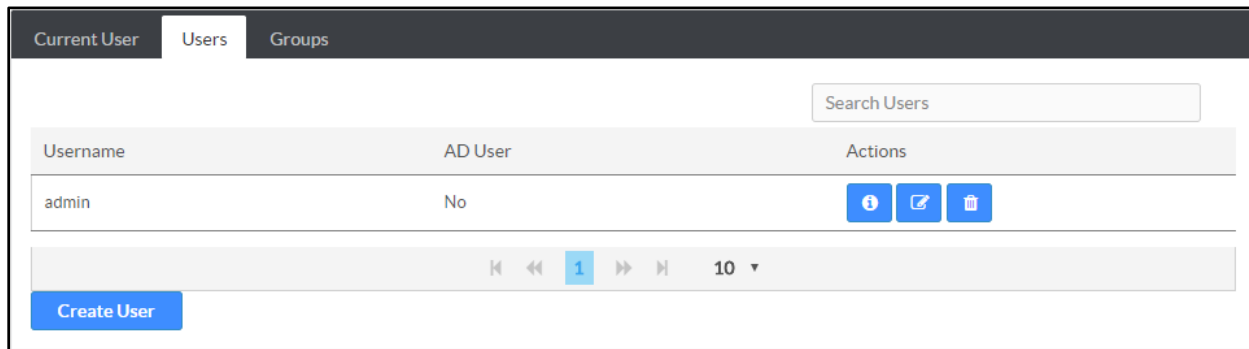 Current User Users Groups
Search Users
Username AD User Actions
admin No
1 10
Create User